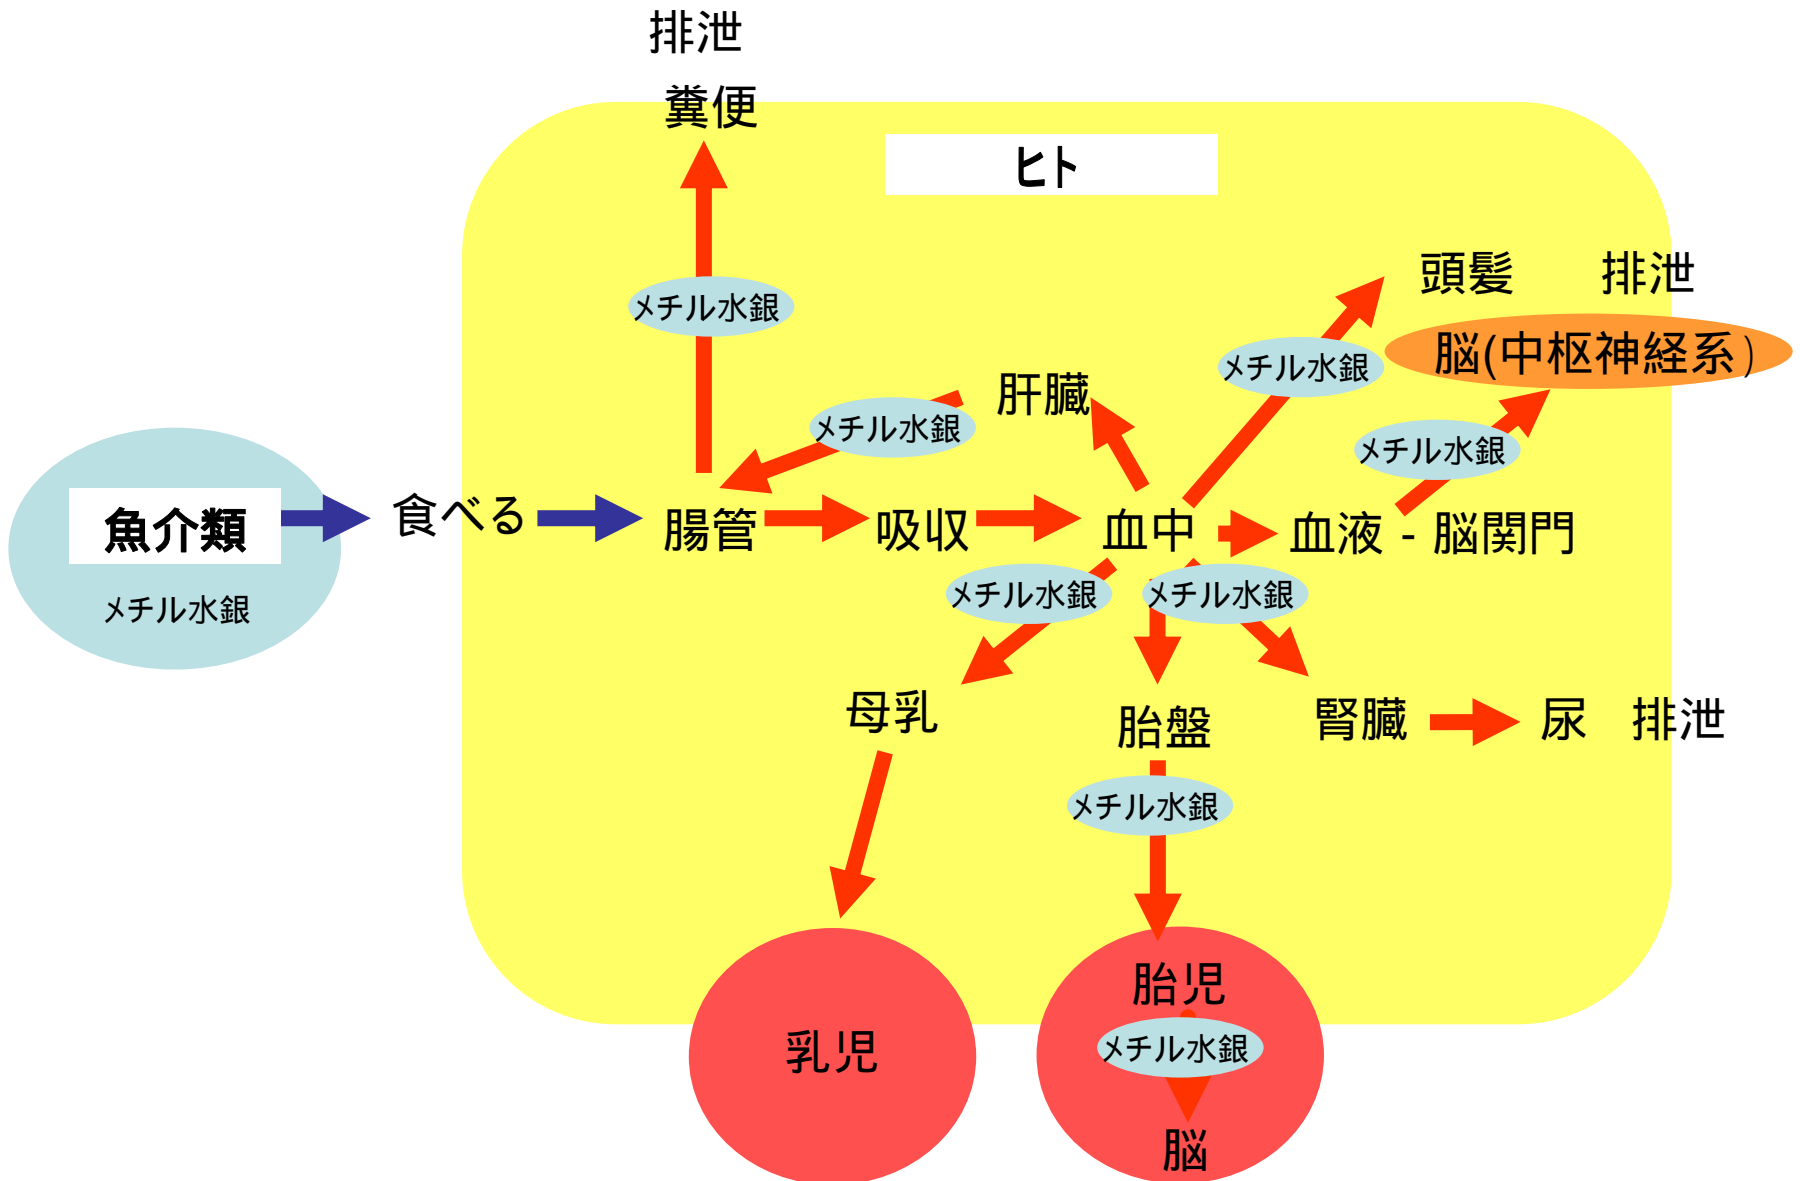 排泄
糞便
ヒト
メチル水銀
頭髪　排泄
脳(中枢神経系)
メチル水銀
肝臓
メチル水銀
メチル水銀
魚介類
食べる
腸管
吸収
血中
血液 - 脳関門
メチル水銀
メチル水銀
メチル水銀
母乳
胎盤
腎臓
尿　排泄
メチル水銀
胎児
乳児
メチル水銀
脳